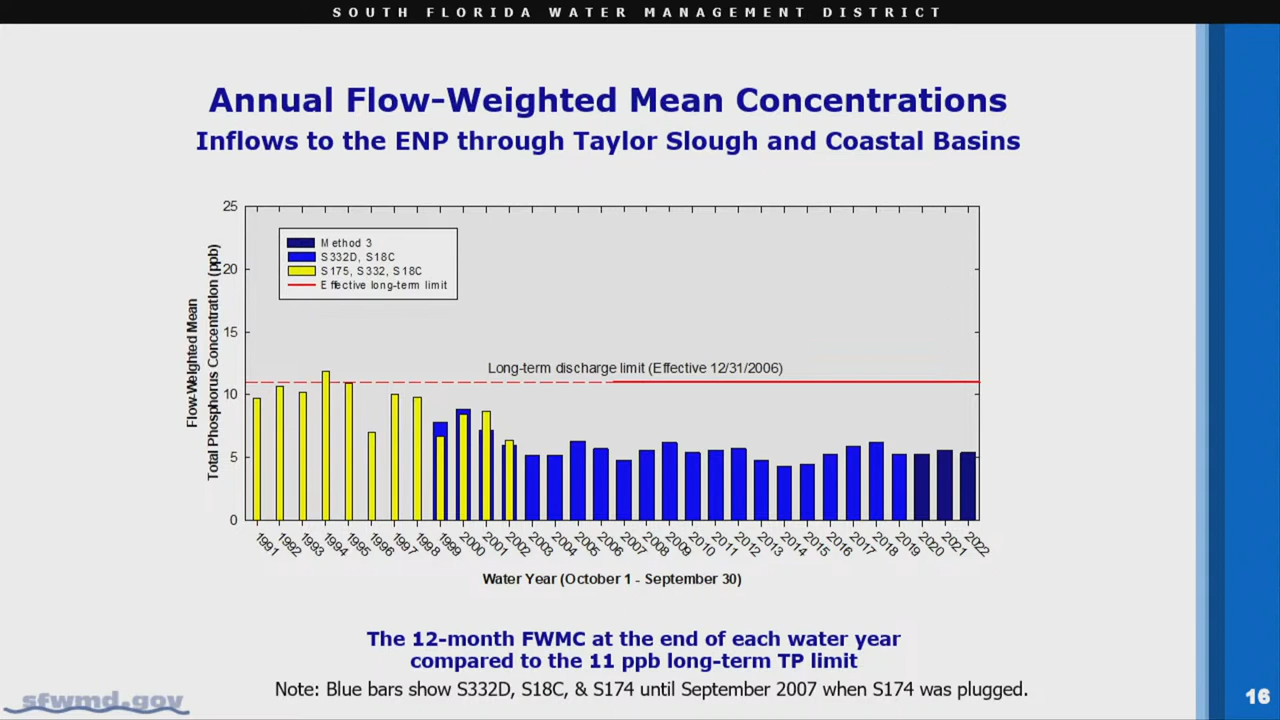 SOUTH FLORIDA WATER MANAGEMENT DISTRICT
Annual Flow-Weighted Mean Concentrations
Inflows to the ENP through Taylor Slough and Coastal Basins
Flow-Weighted Mean
Total Phosphorus Concentration (ppb)
25
20
15
10
5
0
Method 3
S332D, S18C
S175, S332, S18C
Effective long-term limit
Long-term discharge limit (Effective 12/31/2006)
1991 1992 1993 1994 1995 1996 1997 1998 1999 2000 2001 2002 2003 2004 2005 2006 2007 2008 2009 2010 2011 2012 2013 2014 2015 2016 2017 2018 2019 2020 2021 2022
Water Year (October 1 - September 30)
The 12-month FWMC at the end of each water year
compared to the 11 ppb long-term TP limit
Note: Blue bars show S332D, S18C, & S174 until September 2007 when S174 was plugged.
sfwmd.gov
16